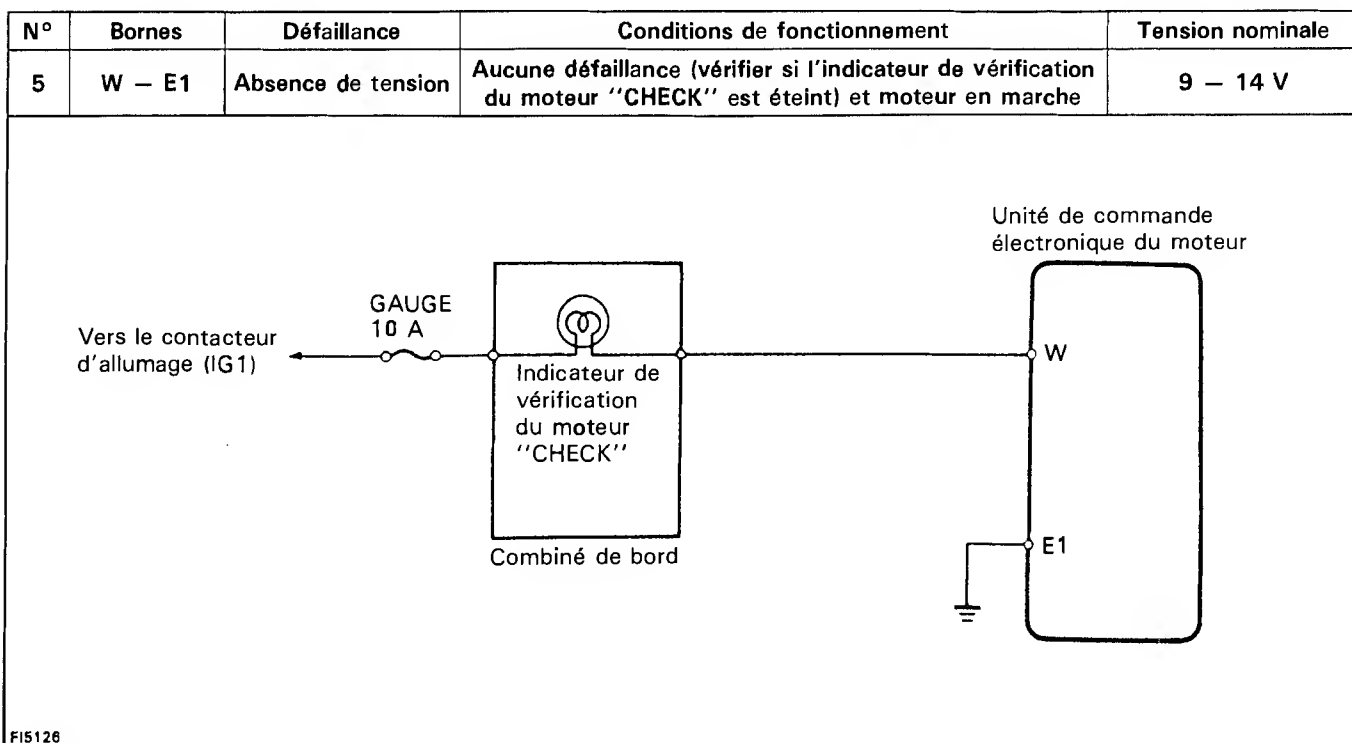 N° Bornes Défaillance Conditions de fonctionnement Tension nominale
5 W – E1 Absence de tension Aucune défaillance (vérifier si l'indicateur de vérification du moteur ''CHECK'' est éteint) et moteur en marche 9 – 14 V
Unité de commande
électronique du moteur
GAUGE
10 A
Vers le contacteur
d'allumage (IG1)
W
Indicateur de
vérification
du moteur
''CHECK''
E1
Combiné de bord
FI5126